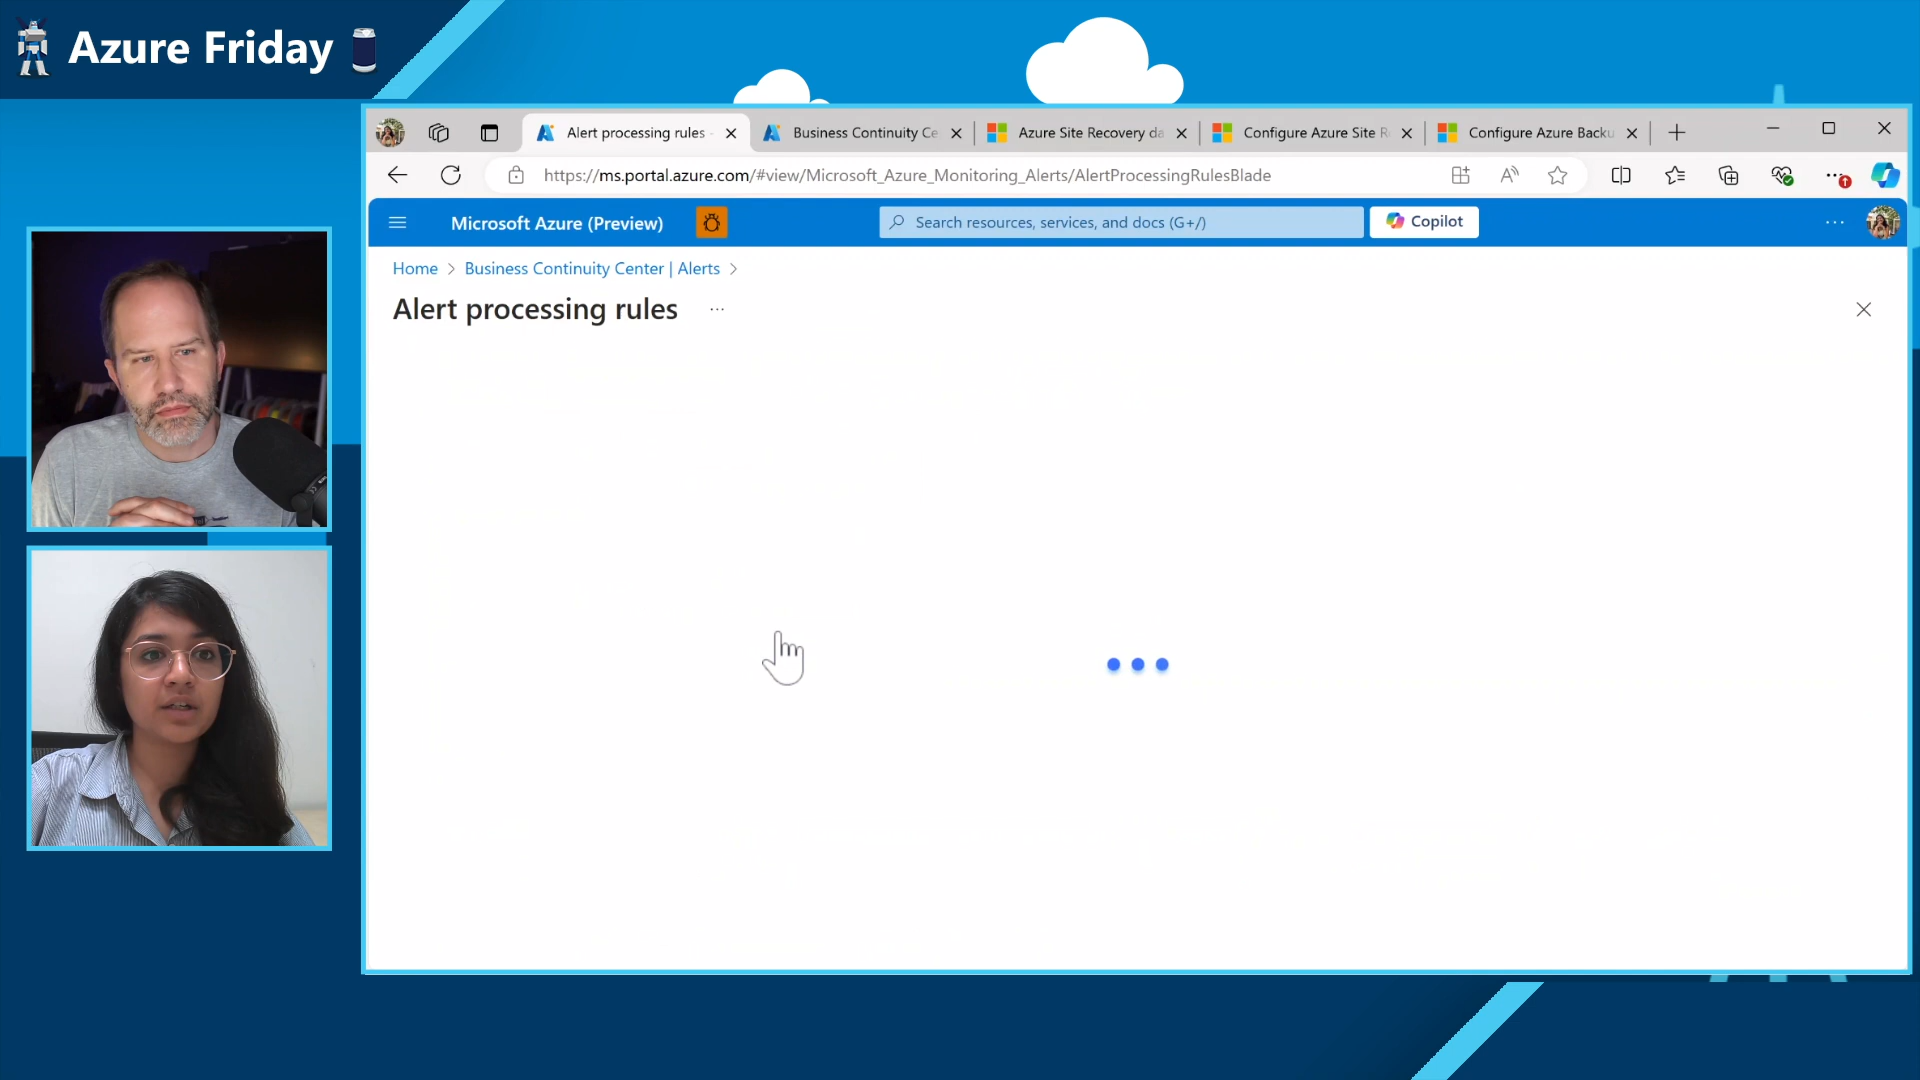 Azure Friday
Alert processing rules -
Business Continuity Ce
Azure Site Recovery da
Configure Azure Site R
Configure Azure Backu
https://ms.portal.azure.com/#view/Microsoft_Azure_Monitoring_Alerts/AlertProcessingRulesBlade
Microsoft Azure (Preview)
Search resources, services, and docs (G+/)
Copilot
Home > Business Continuity Center | Alerts >
Alert processing rules ...